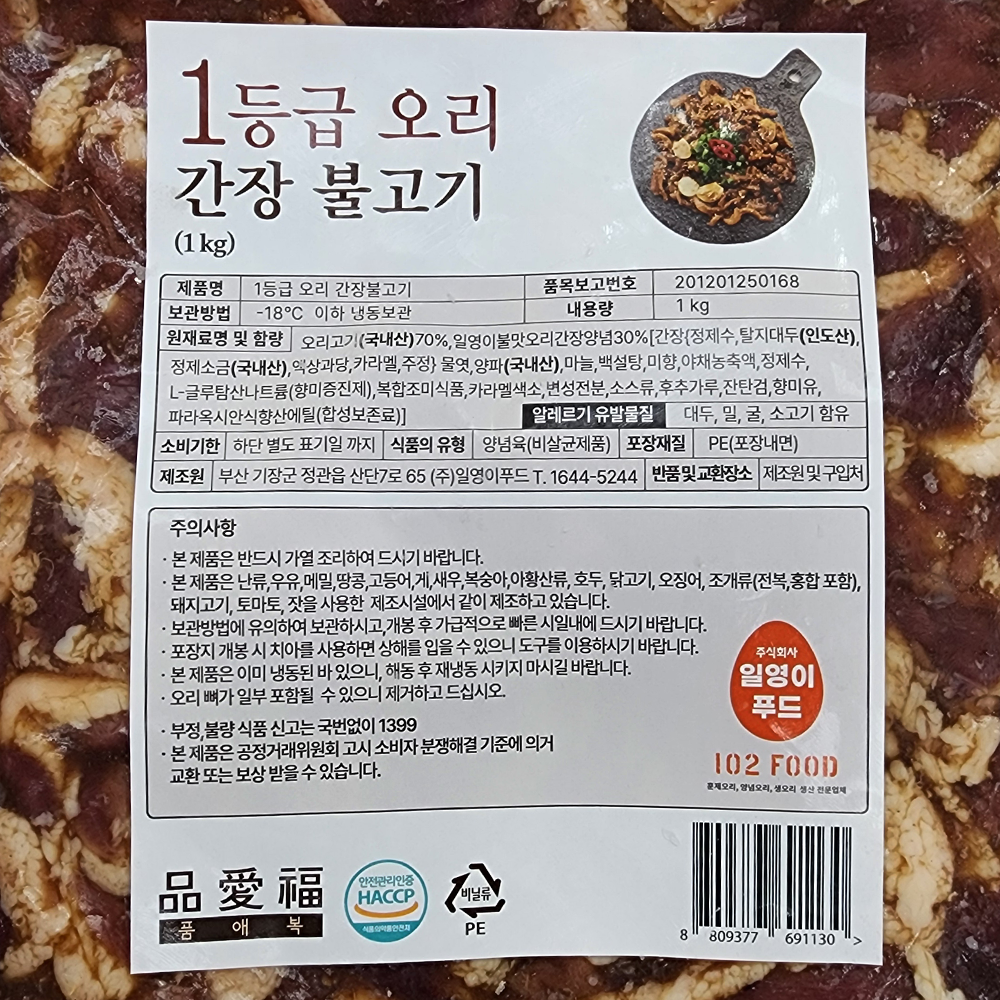 1등급 오리
간장 불고기
(1kg)
제품명 1등급 오리 간장불고기 품목보고번호 201201250168
보관방법 -18℃ 이하 냉동보관 내용량 1 kg
원재료명 및 함량 오리고기(국내산)70%,일영이불맛오리간장양념30%[간장{정제수,탈지대두(인도산),
정제소금(국내산),액상과당,카라멜,주정} 물엿,양파(국내산),마늘,백설탕,미향,야채농축액,정제수,
L-글루탐산나트륨(향미증진제),복합조미식품,카라멜색소,변성전분,소스류,후추가루,잔탄검,향미유,
파라옥시안식향산에틸(합성보존료)] 알레르기 유발물질 대두, 밀, 굴, 소고기 함유
소비기한 하단 별도 표기일 까지 식품의 유형 양념육(비살균제품) 포장재질 PE(포장내면)
제조원 부산 기장군 정관읍 산단7로 65 (주)일영이푸드 T. 1644-5244 반품및교환장소 제조원 및 구입처
주의사항
· 본 제품은 반드시 가열 조리하여 드시기 바랍니다.
· 본 제품은 난류,우유,메밀,땅콩,고등어,게,새우,복숭아,아황산류, 호두, 닭고기, 오징어, 조개류(전복,홍합 포함),
돼지고기, 토마토, 잣을 사용한 제조시설에서 같이 제조하고 있습니다.
· 보관방법에 유의하여 보관하시고,개봉 후 가급적으로 빠른 시일내에 드시기 바랍니다.
· 포장지 개봉 시 치아를 사용하면 상해를 입을 수 있으니 도구를 이용하시기 바랍니다.
· 본 제품은 이미 냉동된 바 있으니, 해동 후 재냉동 시키지 마시길 바랍니다.
· 오리 뼈가 일부 포함될 수 있으니 제거하고 드십시오.
· 부정,불량 식품 신고는 국번없이 1399
· 본 제품은 공정거래위원회 고시 소비자 분쟁해결 기준에 의거
교환 또는 보상 받을 수 있습니다.
주식회사
일영이
푸드
102 FOOD
훈제오리, 양념오리, 생오리 생산 전문업체
品愛福
품애복
안전관리인증
HACCP
식품의약품안전처
비닐류
PE
8 809377 691130 >